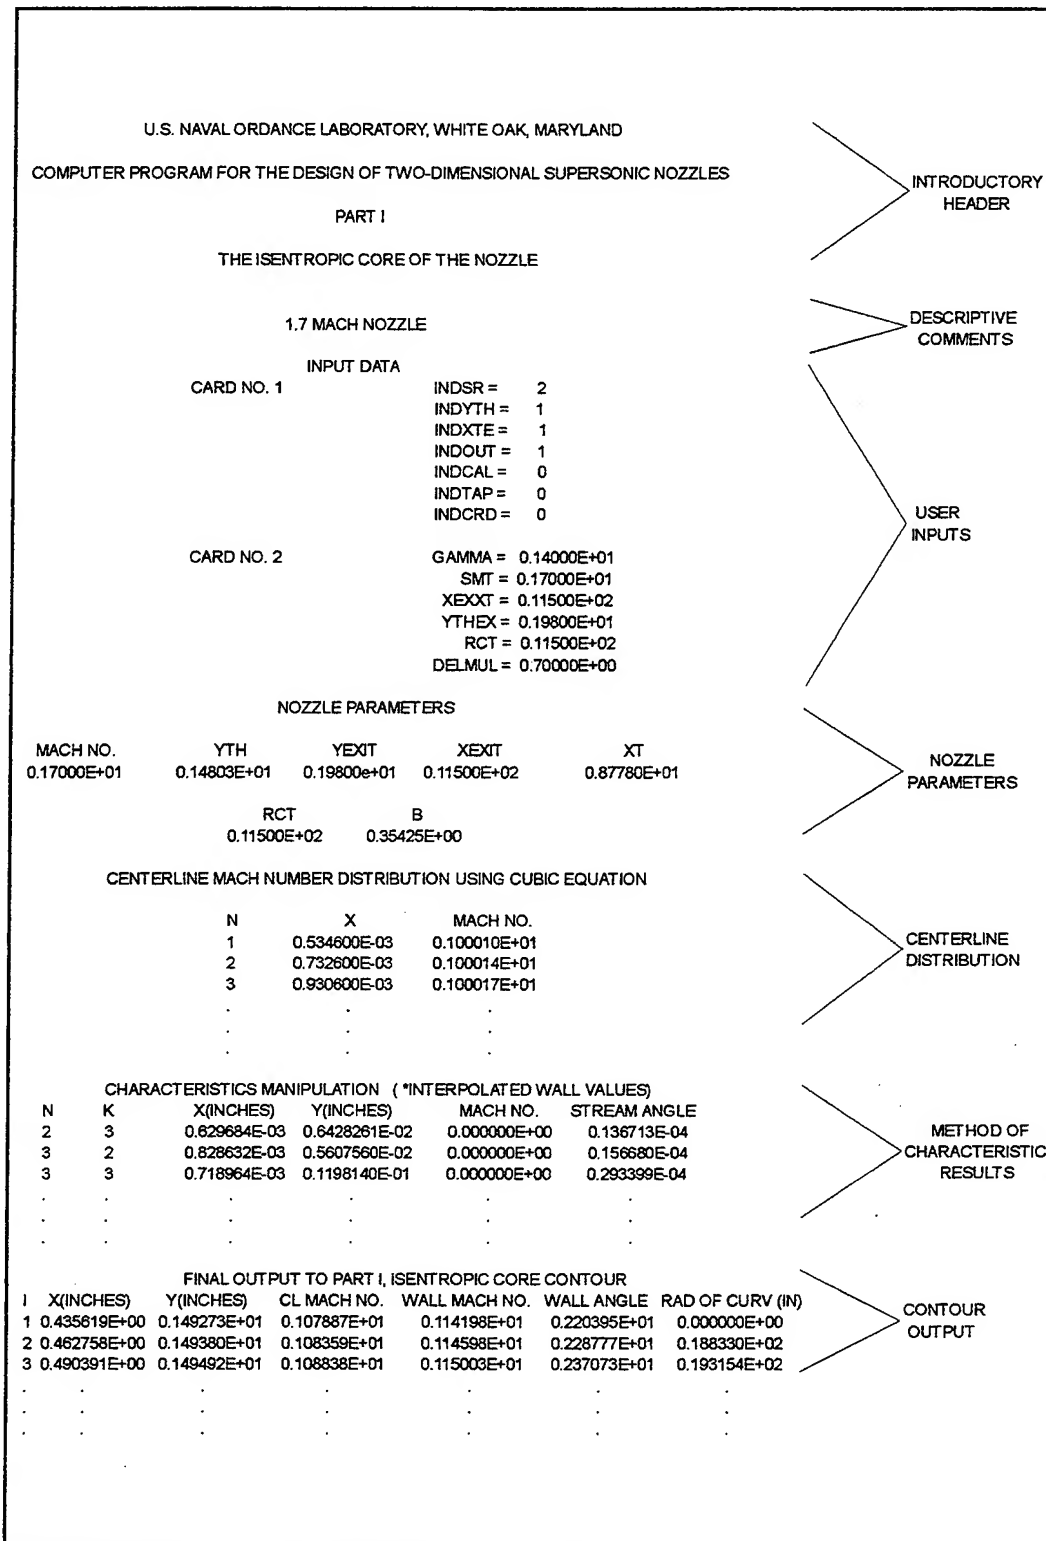 U.S. NAVAL ORDANCE LABORATORY, WHITE OAK, MARYLAND
COMPUTER PROGRAM FOR THE DESIGN OF TWO-DIMENSIONAL SUPERSONIC NOZZLES
PART I
THE ISENTROPIC CORE OF THE NOZZLE
INTRODUCTORY
HEADER
1.7 MACH NOZZLE
DESCRIPTIVE
COMMENTS
INPUT DATA
CARD NO. 1 INDSR = 2
INDYTH = 1
INDXTE = 1
INDOUT = 1
INDCAL = 0
INDTAP = 0
INDCRD = 0
CARD NO. 2 GAMMA = 0.14000E+01
SMT = 0.17000E+01
XEXXT = 0.11500E+02
YTHEX = 0.19800E+01
RCT = 0.11500E+02
DELMUL = 0.70000E+00
USER
INPUTS
NOZZLE PARAMETERS
MACH NO. YTH YEXIT XEXIT XT
0.17000E+01 0.14803E+01 0.19800e+01 0.11500E+02 0.87780E+01
RCT B
0.11500E+02 0.35425E+00
NOZZLE
PARAMETERS
CENTERLINE MACH NUMBER DISTRIBUTION USING CUBIC EQUATION
N X MACH NO.
1 0.534600E-03 0.100010E+01
2 0.732600E-03 0.100014E+01
3 0.930600E-03 0.100017E+01
. . .
. . .
. . .
CENTERLINE
DISTRIBUTION
CHARACTERISTICS MANIPULATION ( *INTERPOLATED WALL VALUES)
N K X(INCHES) Y(INCHES) MACH NO. STREAM ANGLE
2 3 0.629684E-03 0.6428261E-02 0.000000E+00 0.136713E-04
3 2 0.828632E-03 0.5607560E-02 0.000000E+00 0.156680E-04
3 3 0.718964E-03 0.1198140E-01 0.000000E+00 0.293399E-04
. . . . . .
. . . . . .
. . . . . .
METHOD OF
CHARACTERISTIC
RESULTS
FINAL OUTPUT TO PART I, ISENTROPIC CORE CONTOUR
I X(INCHES) Y(INCHES) CL MACH NO. WALL MACH NO. WALL ANGLE RAD OF CURV (IN)
1 0.435619E+00 0.149273E+01 0.107887E+01 0.114198E+01 0.220395E+01 0.000000E+00
2 0.462758E+00 0.149380E+01 0.108359E+01 0.114598E+01 0.228777E+01 0.188330E+02
3 0.490391E+00 0.149492E+01 0.108838E+01 0.115003E+01 0.237073E+01 0.193154E+02
. . . . . . .
. . . . . . .
. . . . . . .
CONTOUR
OUTPUT